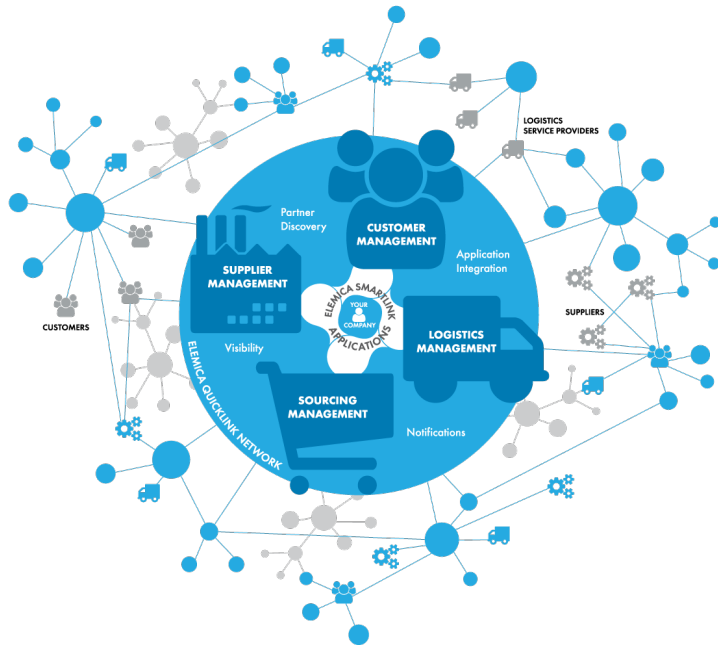 LOGISTICS
SERVICE PROVIDERS
Partner
Discovery
CUSTOMER
MANAGEMENT
Application
Integration
SUPPLIER
MANAGEMENT
ELEMICA SMARTLINK
APPLICATIONS
YOUR
COMPANY
SUPPLIERS
CUSTOMERS
LOGISTICS
MANAGEMENT
Visibility
SOURCING
MANAGEMENT
Notifications
ELEMICA QUICKLINK NETWORK